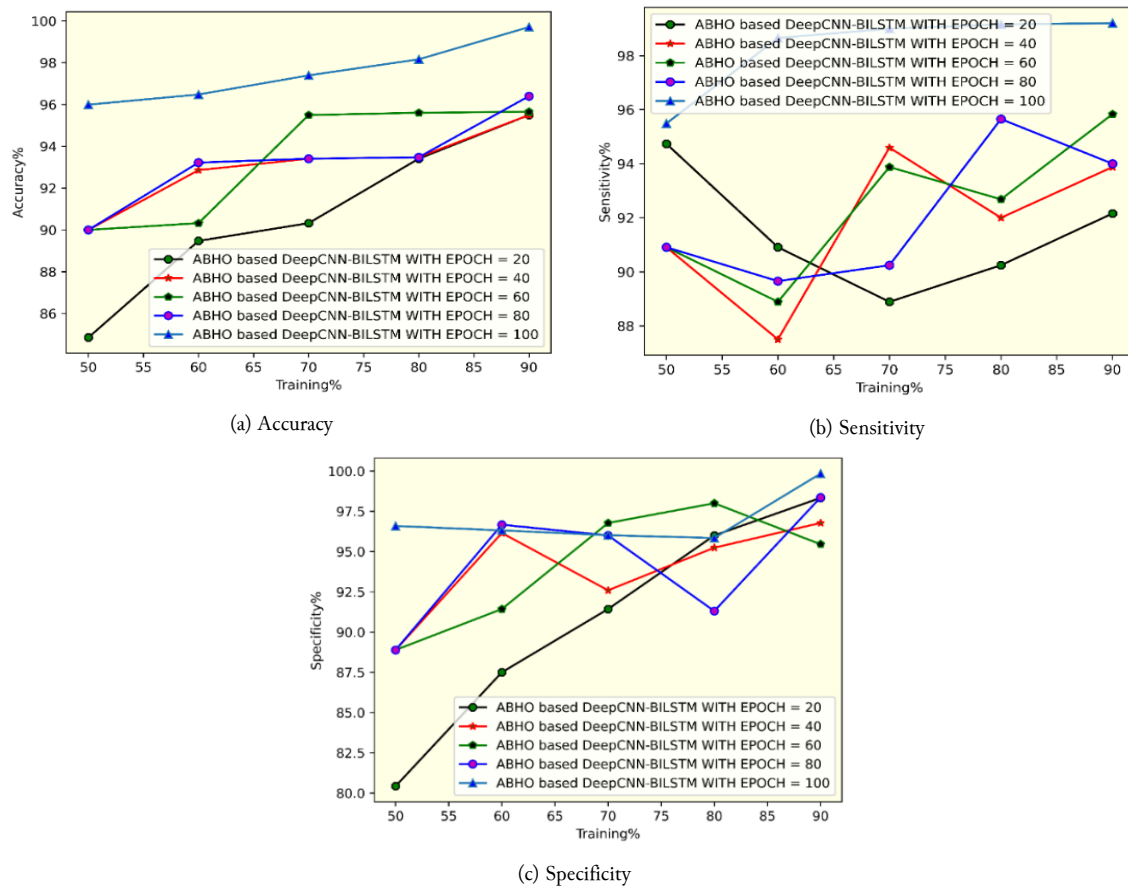 100
98
96
94
92
90
88
86
Accuracy%
ABHO based DeepCNN-BILSTM WITH EPOCH = 20
ABHO based DeepCNN-BILSTM WITH EPOCH = 40
ABHO based DeepCNN-BILSTM WITH EPOCH = 60
ABHO based DeepCNN-BILSTM WITH EPOCH = 80
ABHO based DeepCNN-BILSTM WITH EPOCH = 100
50 55 60 65 70 75 80 85 90
Training%
(a) Accuracy
98
96
94
92
90
88
Sensitivity%
ABHO based DeepCNN-BILSTM WITH EPOCH = 20
ABHO based DeepCNN-BILSTM WITH EPOCH = 40
ABHO based DeepCNN-BILSTM WITH EPOCH = 60
ABHO based DeepCNN-BILSTM WITH EPOCH = 80
ABHO based DeepCNN-BILSTM WITH EPOCH = 100
50 55 60 65 70 75 80 85 90
Training%
(b) Sensitivity
100.0
97.5
95.0
92.5
90.0
87.5
85.0
82.5
80.0
Specificity%
ABHO based DeepCNN-BILSTM WITH EPOCH = 20
ABHO based DeepCNN-BILSTM WITH EPOCH = 40
ABHO based DeepCNN-BILSTM WITH EPOCH = 60
ABHO based DeepCNN-BILSTM WITH EPOCH = 80
ABHO based DeepCNN-BILSTM WITH EPOCH = 100
50 55 60 65 70 75 80 85 90
Training%
(c) Specificity